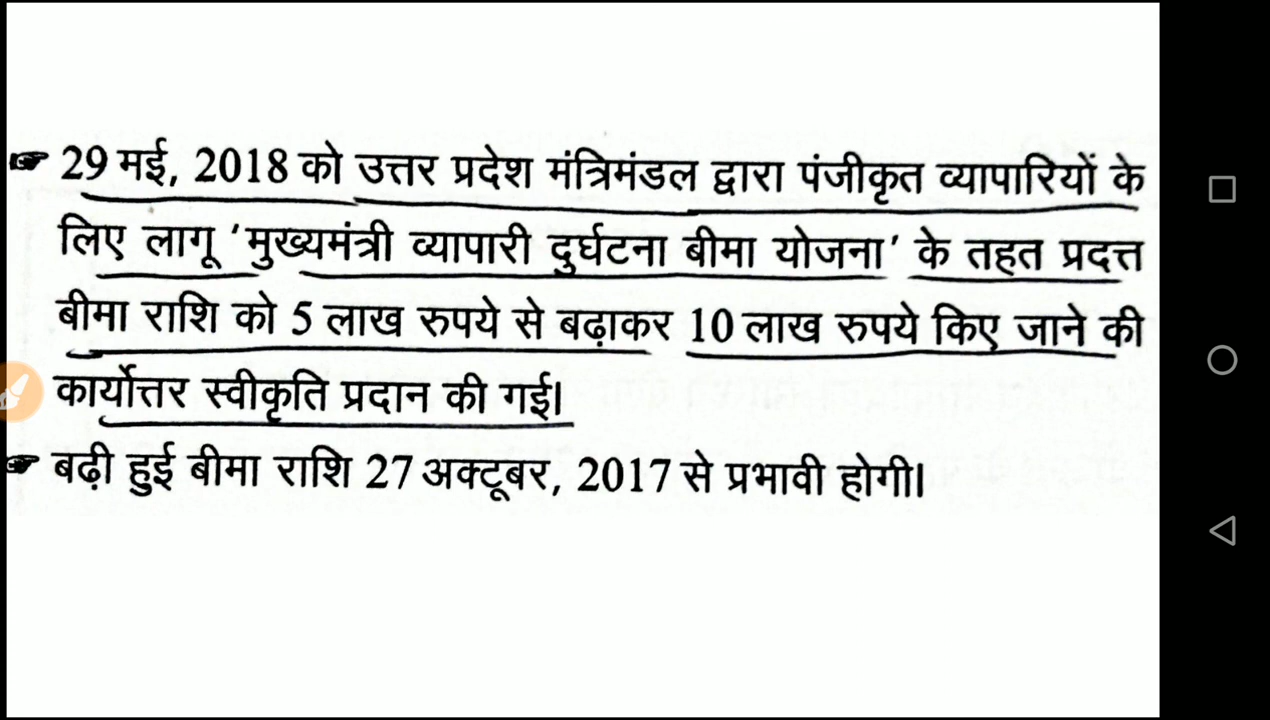 ☞ 29 मई, 2018 को उत्तर प्रदेश मंत्रिमंडल द्वारा पंजीकृत व्यापारियों के
लिए लागू 'मुख्यमंत्री व्यापारी दुर्घटना बीमा योजना' के तहत प्रदत्त
बीमा राशि को 5 लाख रुपये से बढ़ाकर 10 लाख रुपये किए जाने की
कार्योत्तर स्वीकृति प्रदान की गई।
☞ बढ़ी हुई बीमा राशि 27 अक्टूबर, 2017 से प्रभावी होगी।